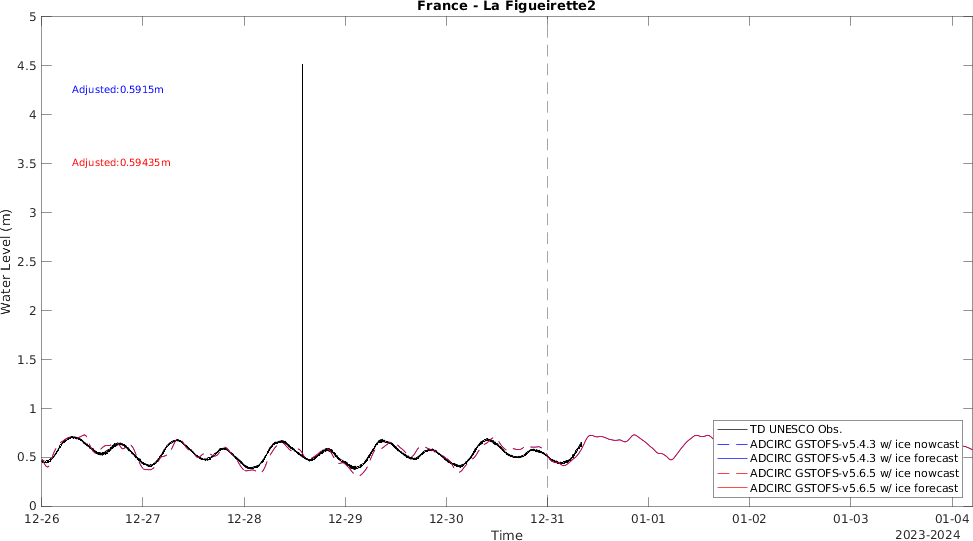 France - La Figueirette2
5
4.5
4
3.5
3
2.5
2
1.5
1
0.5
0
Water Level (m)
Adjusted:0.5915m
Adjusted:0.59435m
TD UNESCO Obs.
ADCIRC GSTOFS-v5.4.3 w/ ice nowcast
ADCIRC GSTOFS-v5.4.3 w/ ice forecast
ADCIRC GSTOFS-v5.6.5 w/ ice nowcast
ADCIRC GSTOFS-v5.6.5 w/ ice forecast
12-26 12-27 12-28 12-29 12-30 12-31 01-01 01-02 01-03 01-04
Time
2023-2024